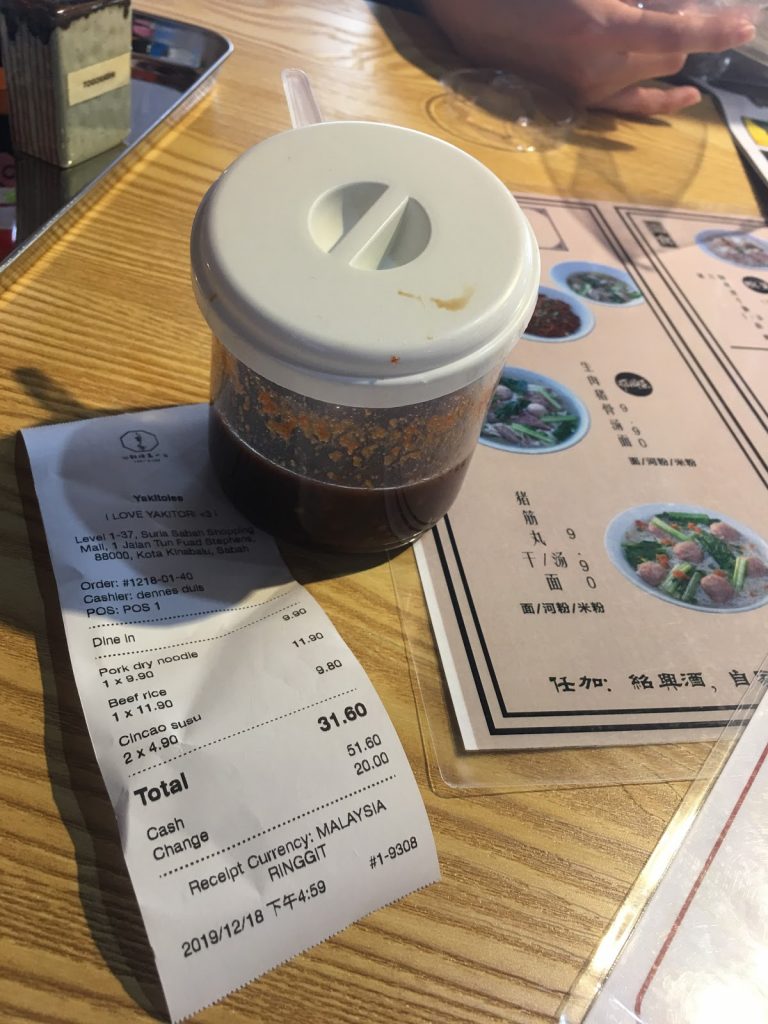 Yakitoies
I LOVE YAKITORI <3
Level 1-37, Suria Sabah Shopping
Mall, 1 Jalan Tun Fuad Stephens,
88000, Kota Kinabalu, Sabah
Order: #1218-01-40
Cashier: dennes duis
POS: POS 1
Dine in
Pork dry noodle 9.90
1 x 9.90
Beef rice 11.90
1 x 11.90
Cincao susu 9.80
2 x 4.90
Total 31.60
Cash 51.60
Change 20.00
Receipt Currency: MALAYSIA
RINGGIT
2019/12/18 下午4:59 #1-9308
生肉猪骨汤面
9.90
面/河粉/米粉
猪筋丸干/汤面
9.90
面/河粉/米粉
任加: 绍興酒, 自